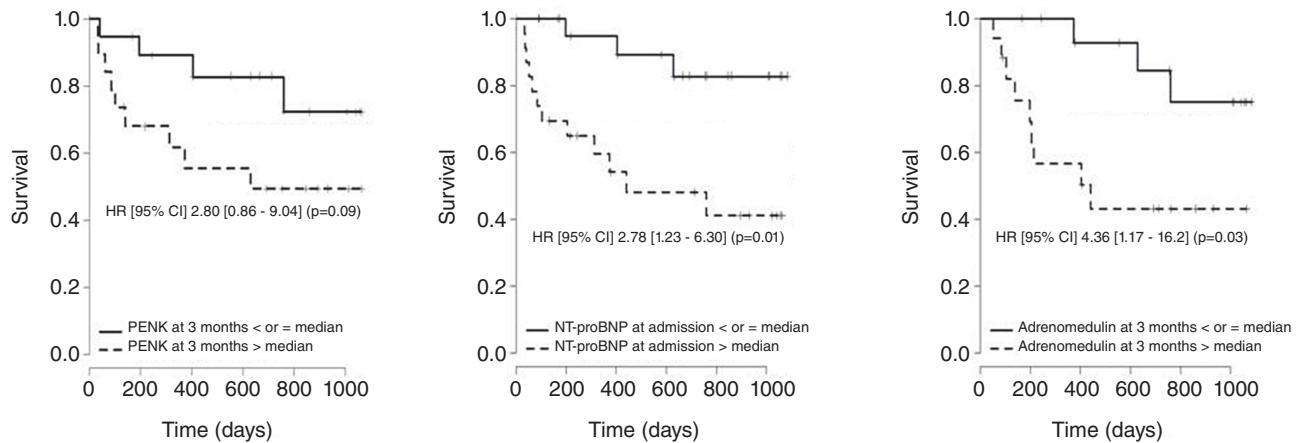 1.0
0.8
0.6
0.4
0.2
0.0
Survival
HR [95% CI] 2.80 [0.86 - 9.04] (p=0.09)
PENK at 3 months < or = median
PENK at 3 months > median
0 200 400 600 800 1000
Time (days)
1.0
0.8
0.6
0.4
0.2
0.0
Survival
HR [95% CI] 2.78 [1.23 - 6.30] (p=0.01)
NT-proBNP at admission < or = median
NT-proBNP at admission > median
0 200 400 600 800 1000
Time (days)
1.0
0.8
0.6
0.4
0.2
0.0
Survival
HR [95% CI] 4.36 [1.17 - 16.2] (p=0.03)
Adrenomedulin at 3 months < or = median
Adrenomedulin at 3 months > median
0 200 400 600 800 1000
Time (days)